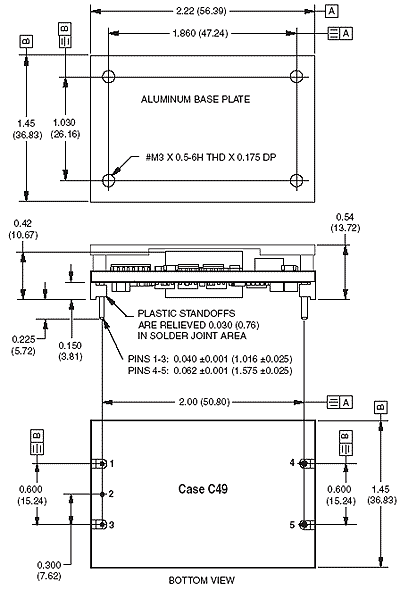 2.22 (56.39)
A
B
1.860 (47.24)
A
ALUMINUM BASE PLATE
1.45
(36.83)
1.030
(26.16)
#M3 X 0.5-6H THD X 0.175 DP
0.42
(10.67)
0.54
(13.72)
0.225
(5.72)
0.150
(3.81)
PLASTIC STANDOFFS
ARE RELIEVED 0.030 (0.76)
IN SOLDER JOINT AREA
PINS 1-3: 0.040 ±0.001 (1.016 ±0.025)
PINS 4-5: 0.062 ±0.001 (1.575 ±0.025)
2.00 (50.80)
A
B
B
B
1
4
0.600
(15.24)
2
Case C49
0.600
(15.24)
1.45
(36.83)
3
5
0.300
(7.62)
BOTTOM VIEW